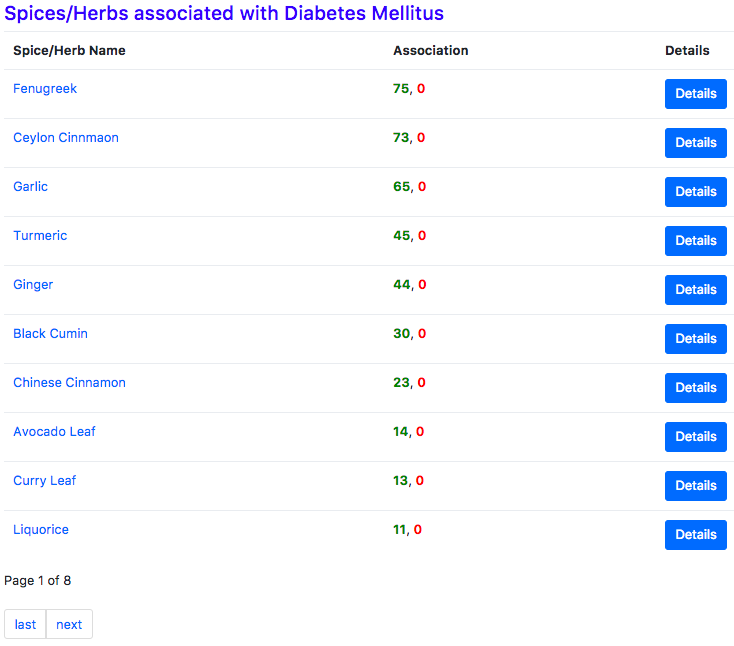 Spices/Herbs associated with Diabetes Mellitus
Spice/Herb Name Association Details
Fenugreek 75, 0 Details
Ceylon Cinnmaon 73, 0 Details
Garlic 65, 0 Details
Turmeric 45, 0 Details
Ginger 44, 0 Details
Black Cumin 30, 0 Details
Chinese Cinnamon 23, 0 Details
Avocado Leaf 14, 0 Details
Curry Leaf 13, 0 Details
Liquorice 11, 0 Details
Page 1 of 8
last next